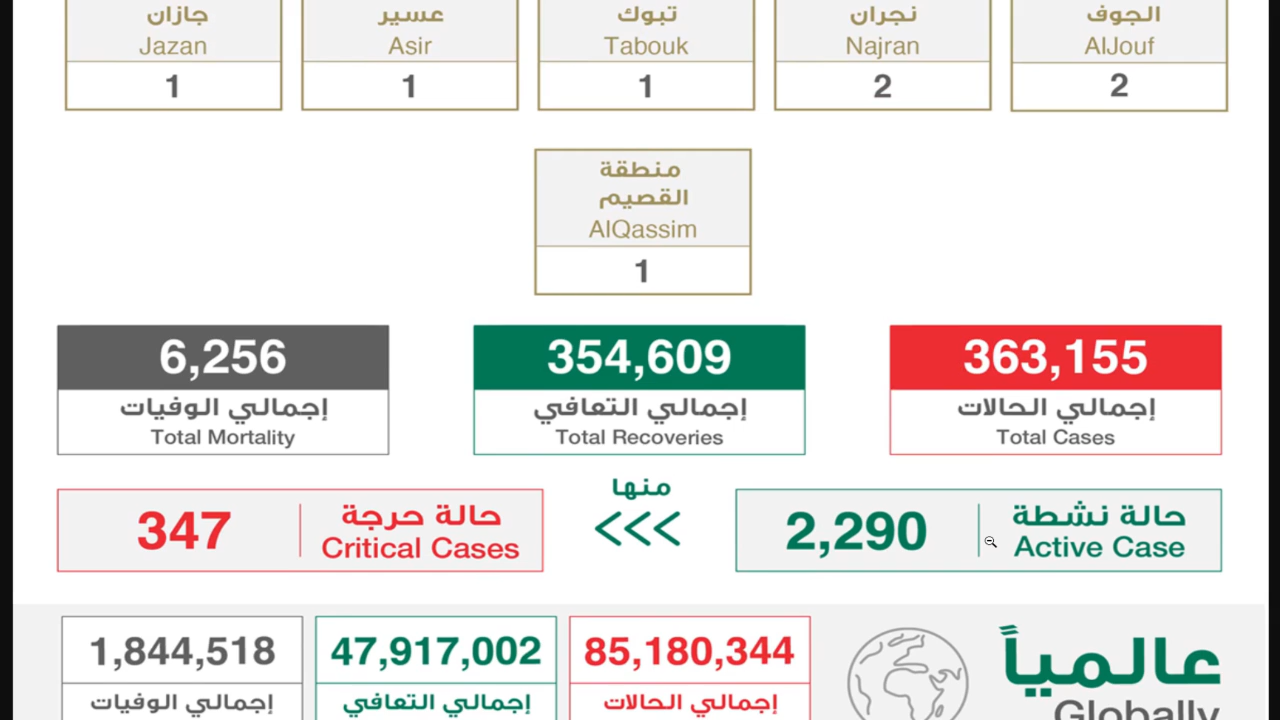 الجوف
AlJouf
2
نجران
Najran
2
تبوك
Tabouk
1
عسير
Asir
1
جازان
Jazan
1
منطقة
القصيم
AlQassim
1
363,155
إجمالي الحالات
Total Cases
354,609
إجمالي التعافي
Total Recoveries
6,256
إجمالي الوفيات
Total Mortality
حالة نشطة
Active Case
2,290
منها
حالة حرجة
Critical Cases
347
عالمياً
Globally
85,180,344
إجمالي الحالات
47,917,002
إجمالي التعافي
1,844,518
إجمالي الوفيات